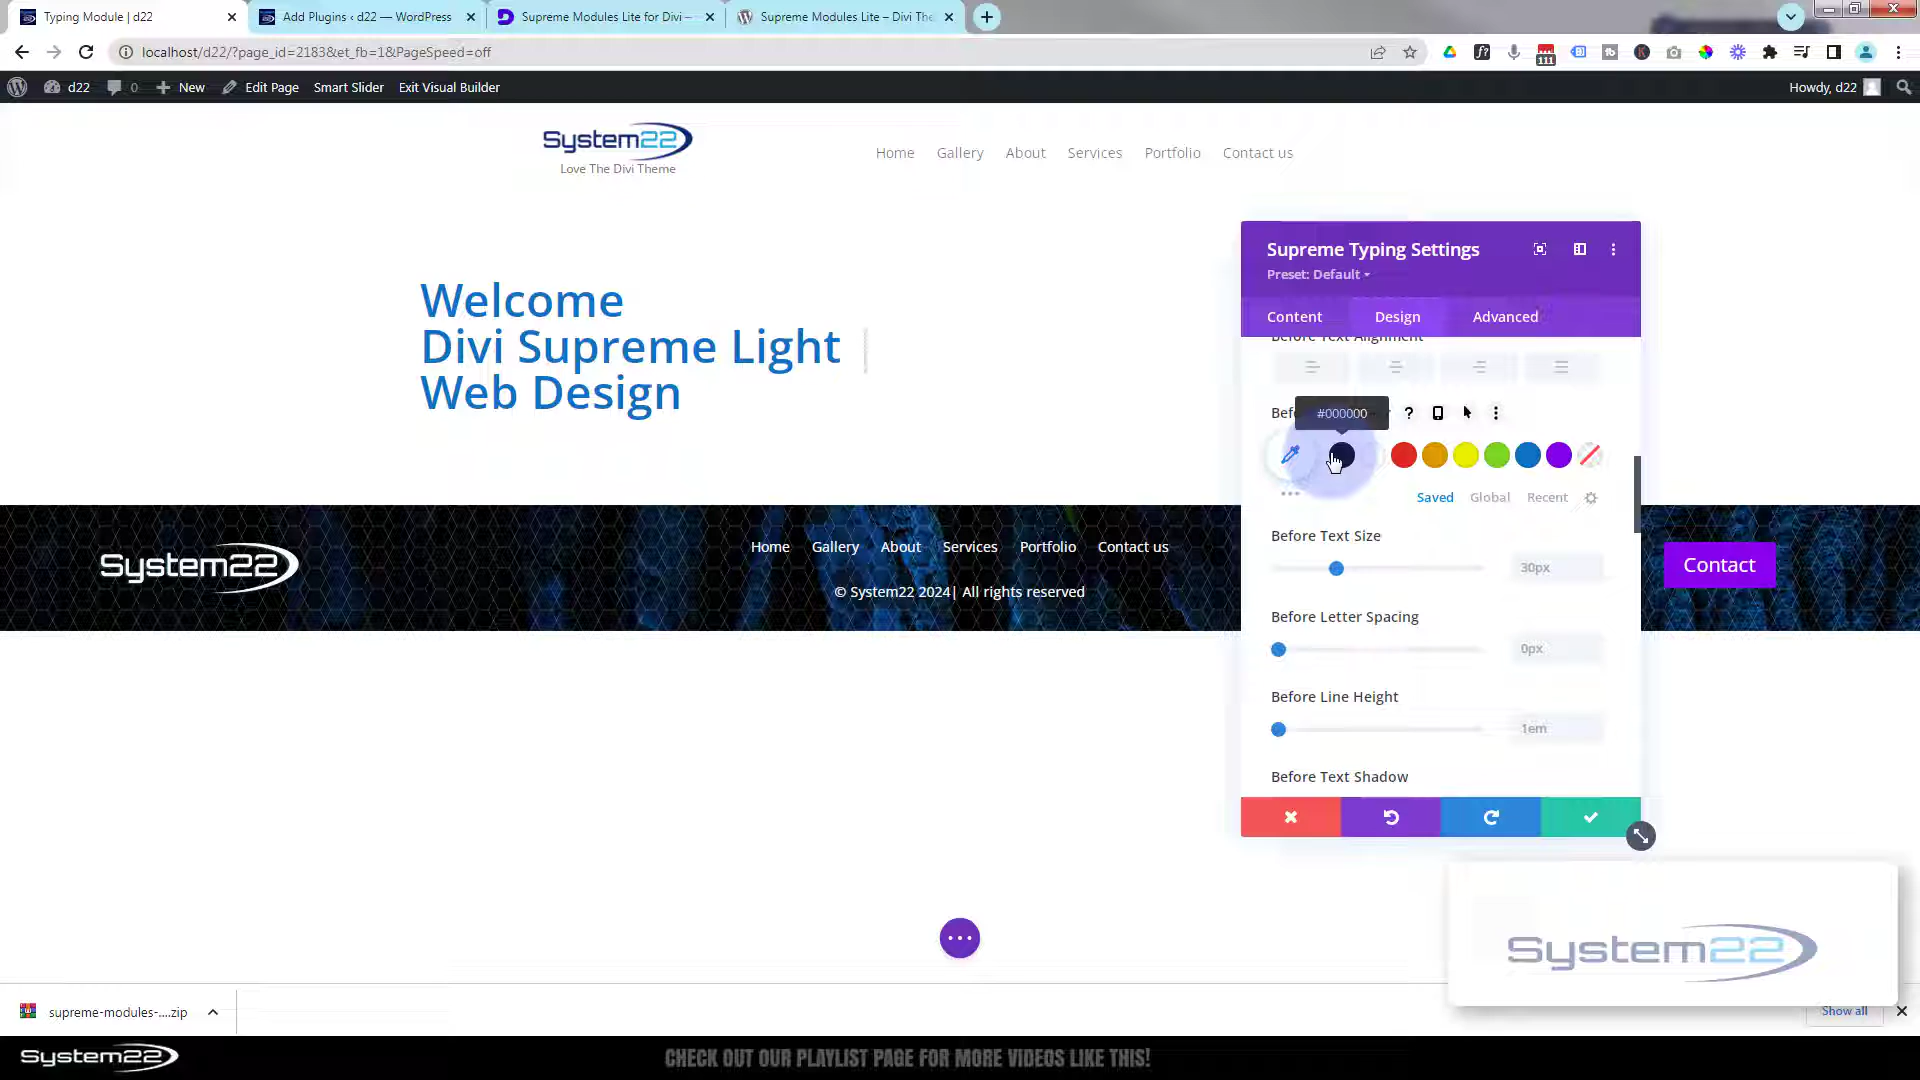 Typing Module | d22
Add Plugins ‹ d22 — WordPress
Supreme Modules Lite for Divi –
Supreme Modules Lite – Divi The
localhost/d22/?page_id=2183&et_fb=1&PageSpeed=off
111
d22
0
New
Edit Page
Smart Slider
Exit Visual Builder
Howdy, d22
System22
Love The Divi Theme
Home
Gallery
About
Services
Portfolio
Contact us
Welcome
Divi Supreme Light
Web Design
Supreme Typing Settings
Preset: Default
Content
Design
Advanced
Before Text Alignment
#000000
Saved
Global
Recent
Before Text Size
30px
Before Letter Spacing
0px
Before Line Height
1em
Before Text Shadow
System22
Home
Gallery
About
Services
Portfolio
Contact us
© System22 2024| All rights reserved
Contact
System22
supreme-modules-....zip
Show all
System22
CHECK OUT OUR PLAYLIST PAGE FOR MORE VIDEOS LIKE THIS!